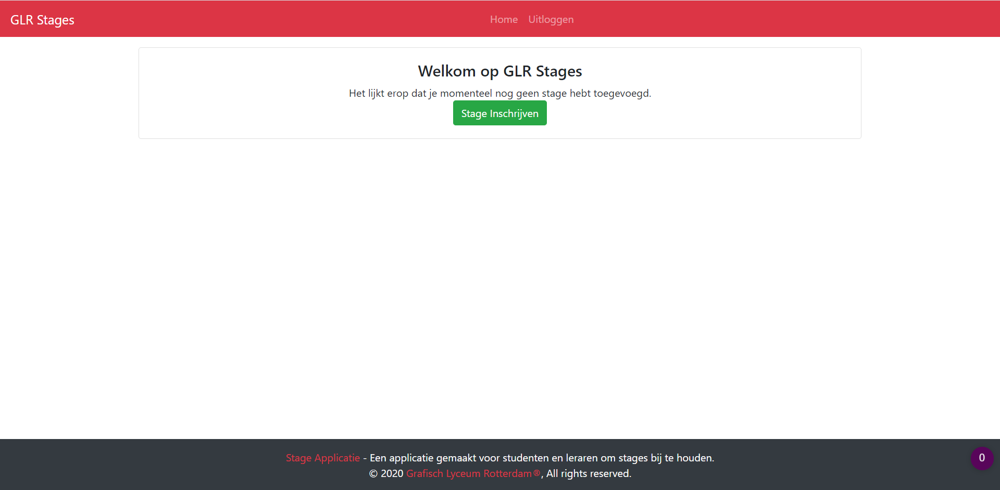 GLR Stages
Home Uitloggen
Welkom op GLR Stages
Het lijkt erop dat je momenteel nog geen stage hebt toegevoegd.
Stage Inschrijven
Stage Applicatie - Een applicatie gemaakt voor studenten en leraren om stages bij te houden.
© 2020 Grafisch Lyceum Rotterdam®, All rights reserved.
0